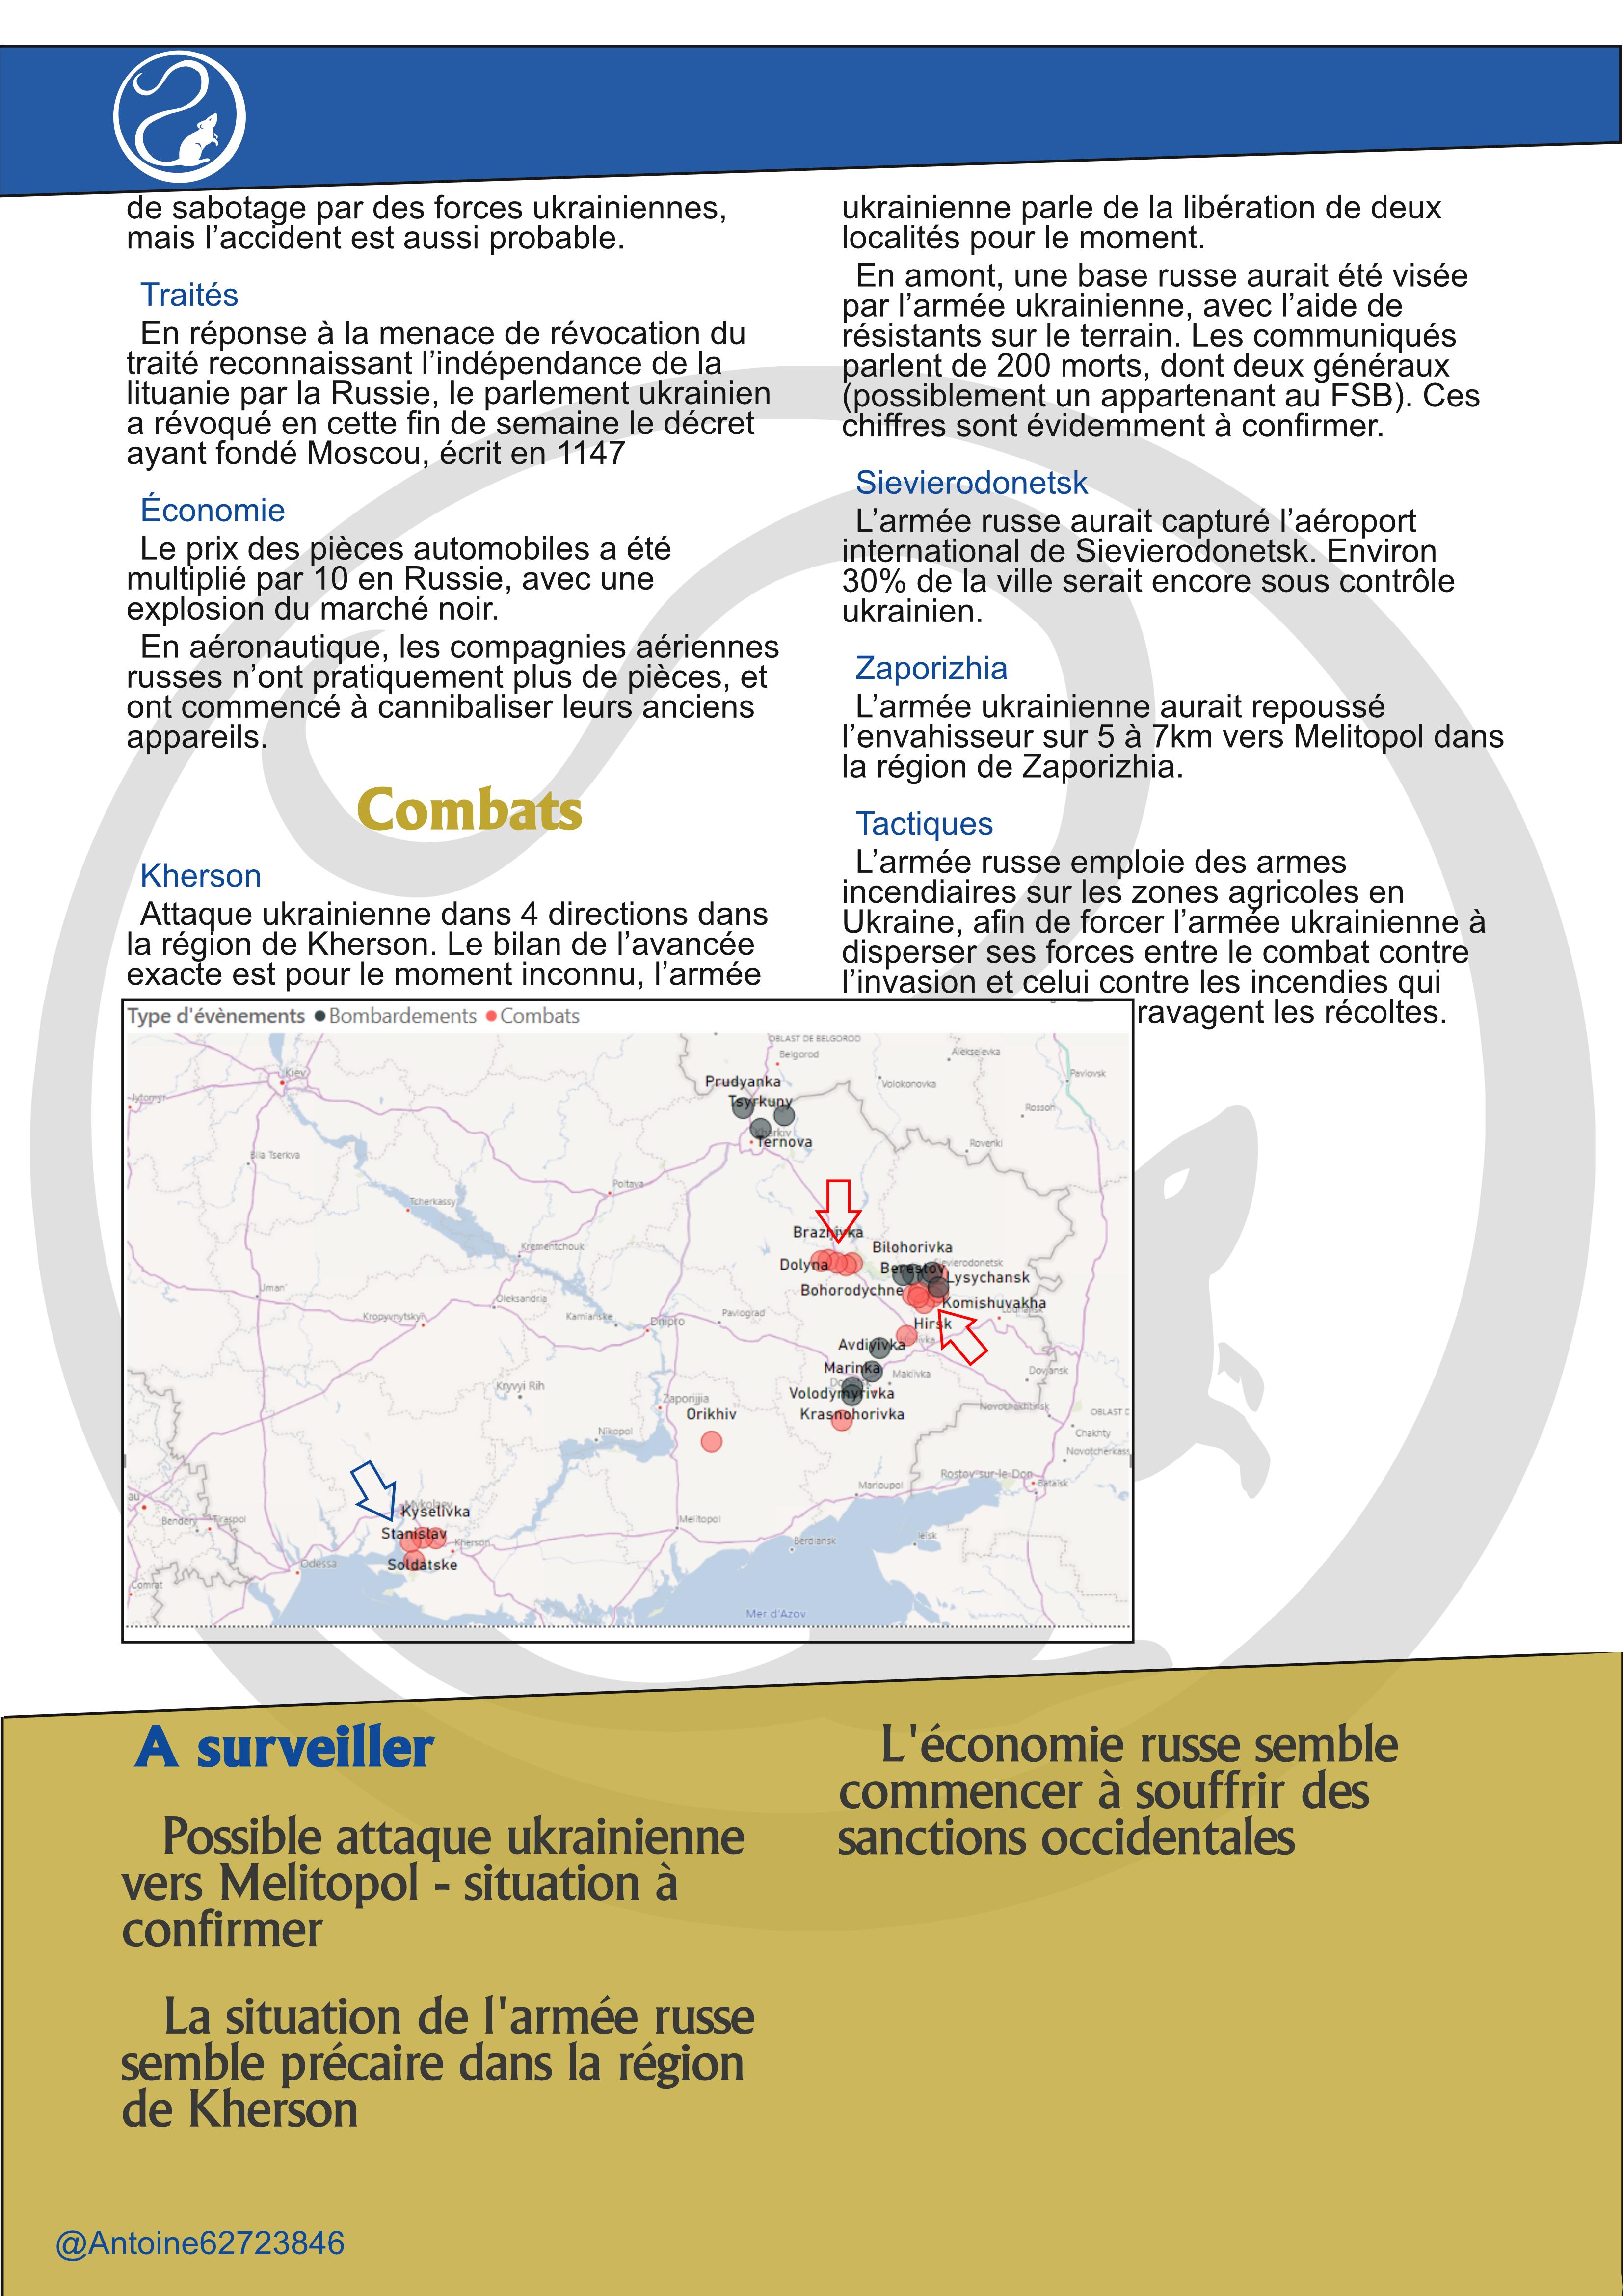 de sabotage par des forces ukrainiennes,
mais l’accident est aussi probable.
Traités
En réponse à la menace de révocation du
traité reconnaissant l’indépendance de la
lituanie par la Russie, le parlement ukrainien
a révoqué en cette fin de semaine le décret
ayant fondé Moscou, écrit en 1147
Économie
Le prix des pièces automobiles a été
multiplié par 10 en Russie, avec une
explosion du marché noir.
En aéronautique, les compagnies aériennes
russes n’ont pratiquement plus de pièces, et
ont commencé à cannibaliser leurs anciens
appareils.
Combats
Kherson
Attaque ukrainienne dans 4 directions dans
la région de Kherson. Le bilan de l’avancée
exacte est pour le moment inconnu, l’armée
ukrainienne parle de la libération de deux
localités pour le moment.
En amont, une base russe aurait été visée
par l’armée ukrainienne, avec l’aide de
résistants sur le terrain. Les communiqués
parlent de 200 morts, dont deux généraux
(possiblement un appartenant au FSB). Ces
chiffres sont évidemment à confirmer.
Sievierodonetsk
L’armée russe aurait capturé l’aéroport
international de Sievierodonetsk. Environ
30% de la ville serait encore sous contrôle
ukrainien.
Zaporizhia
L’armée ukrainienne aurait repoussé
l’envahisseur sur 5 à 7km vers Melitopol dans
la région de Zaporizhia.
Tactiques
L’armée russe emploie des armes
incendiaires sur les zones agricoles en
Ukraine, afin de forcer l’armée ukrainienne à
disperser ses forces entre le combat contre
l’invasion et celui contre les incendies qui
ravagent les récoltes.
Type d'évènements Bombardements Combats
OBLAST DE BELGOROD
Belgorod
Alekseïevka
Kiev
Pavlovsk
Prudyanka
Volokonovka
Jytomyr
Tsyrkuny
Rosson
Kharkiv
Ternova
Rovenki
Bila Tserkva
Poltava
Tcherkassy
Brazhivka
Krementchouk
Bilohorivka
Dolyna
Berestov
Sievierodonetsk
Lysychansk
Uman'
Bohorodychne
Oleksandria
Komishuvakha
Kropyvnytskyi
Kamianske
Dnipro
Pavlograd
Hirsk
Avdiyivka
Marinka
Makiïvka
Dovjansk
Kryvyi Rih
Volodymyrivka
Zaporijia
Novochakhtinsk
OBLAST D
Orikhiv
Krasnohorivka
Nikopol
Chakhty
Novotcherkass
Rostov-sur-le-Don
Marioupol
Bataïsk
au
Mykolaev
Kyselivka
Bendery
Tiraspol
Stanislav
Melitopol
Ieïsk
Kherson
Berdiansk
Odessa
Soldatske
Comrat
Mer d'Azov
A surveiller
Possible attaque ukrainienne
vers Melitopol - situation à
confirmer
La situation de l'armée russe
semble précaire dans la région
de Kherson
L'économie russe semble
commencer à souffrir des
sanctions occidentales
@Antoine62723846